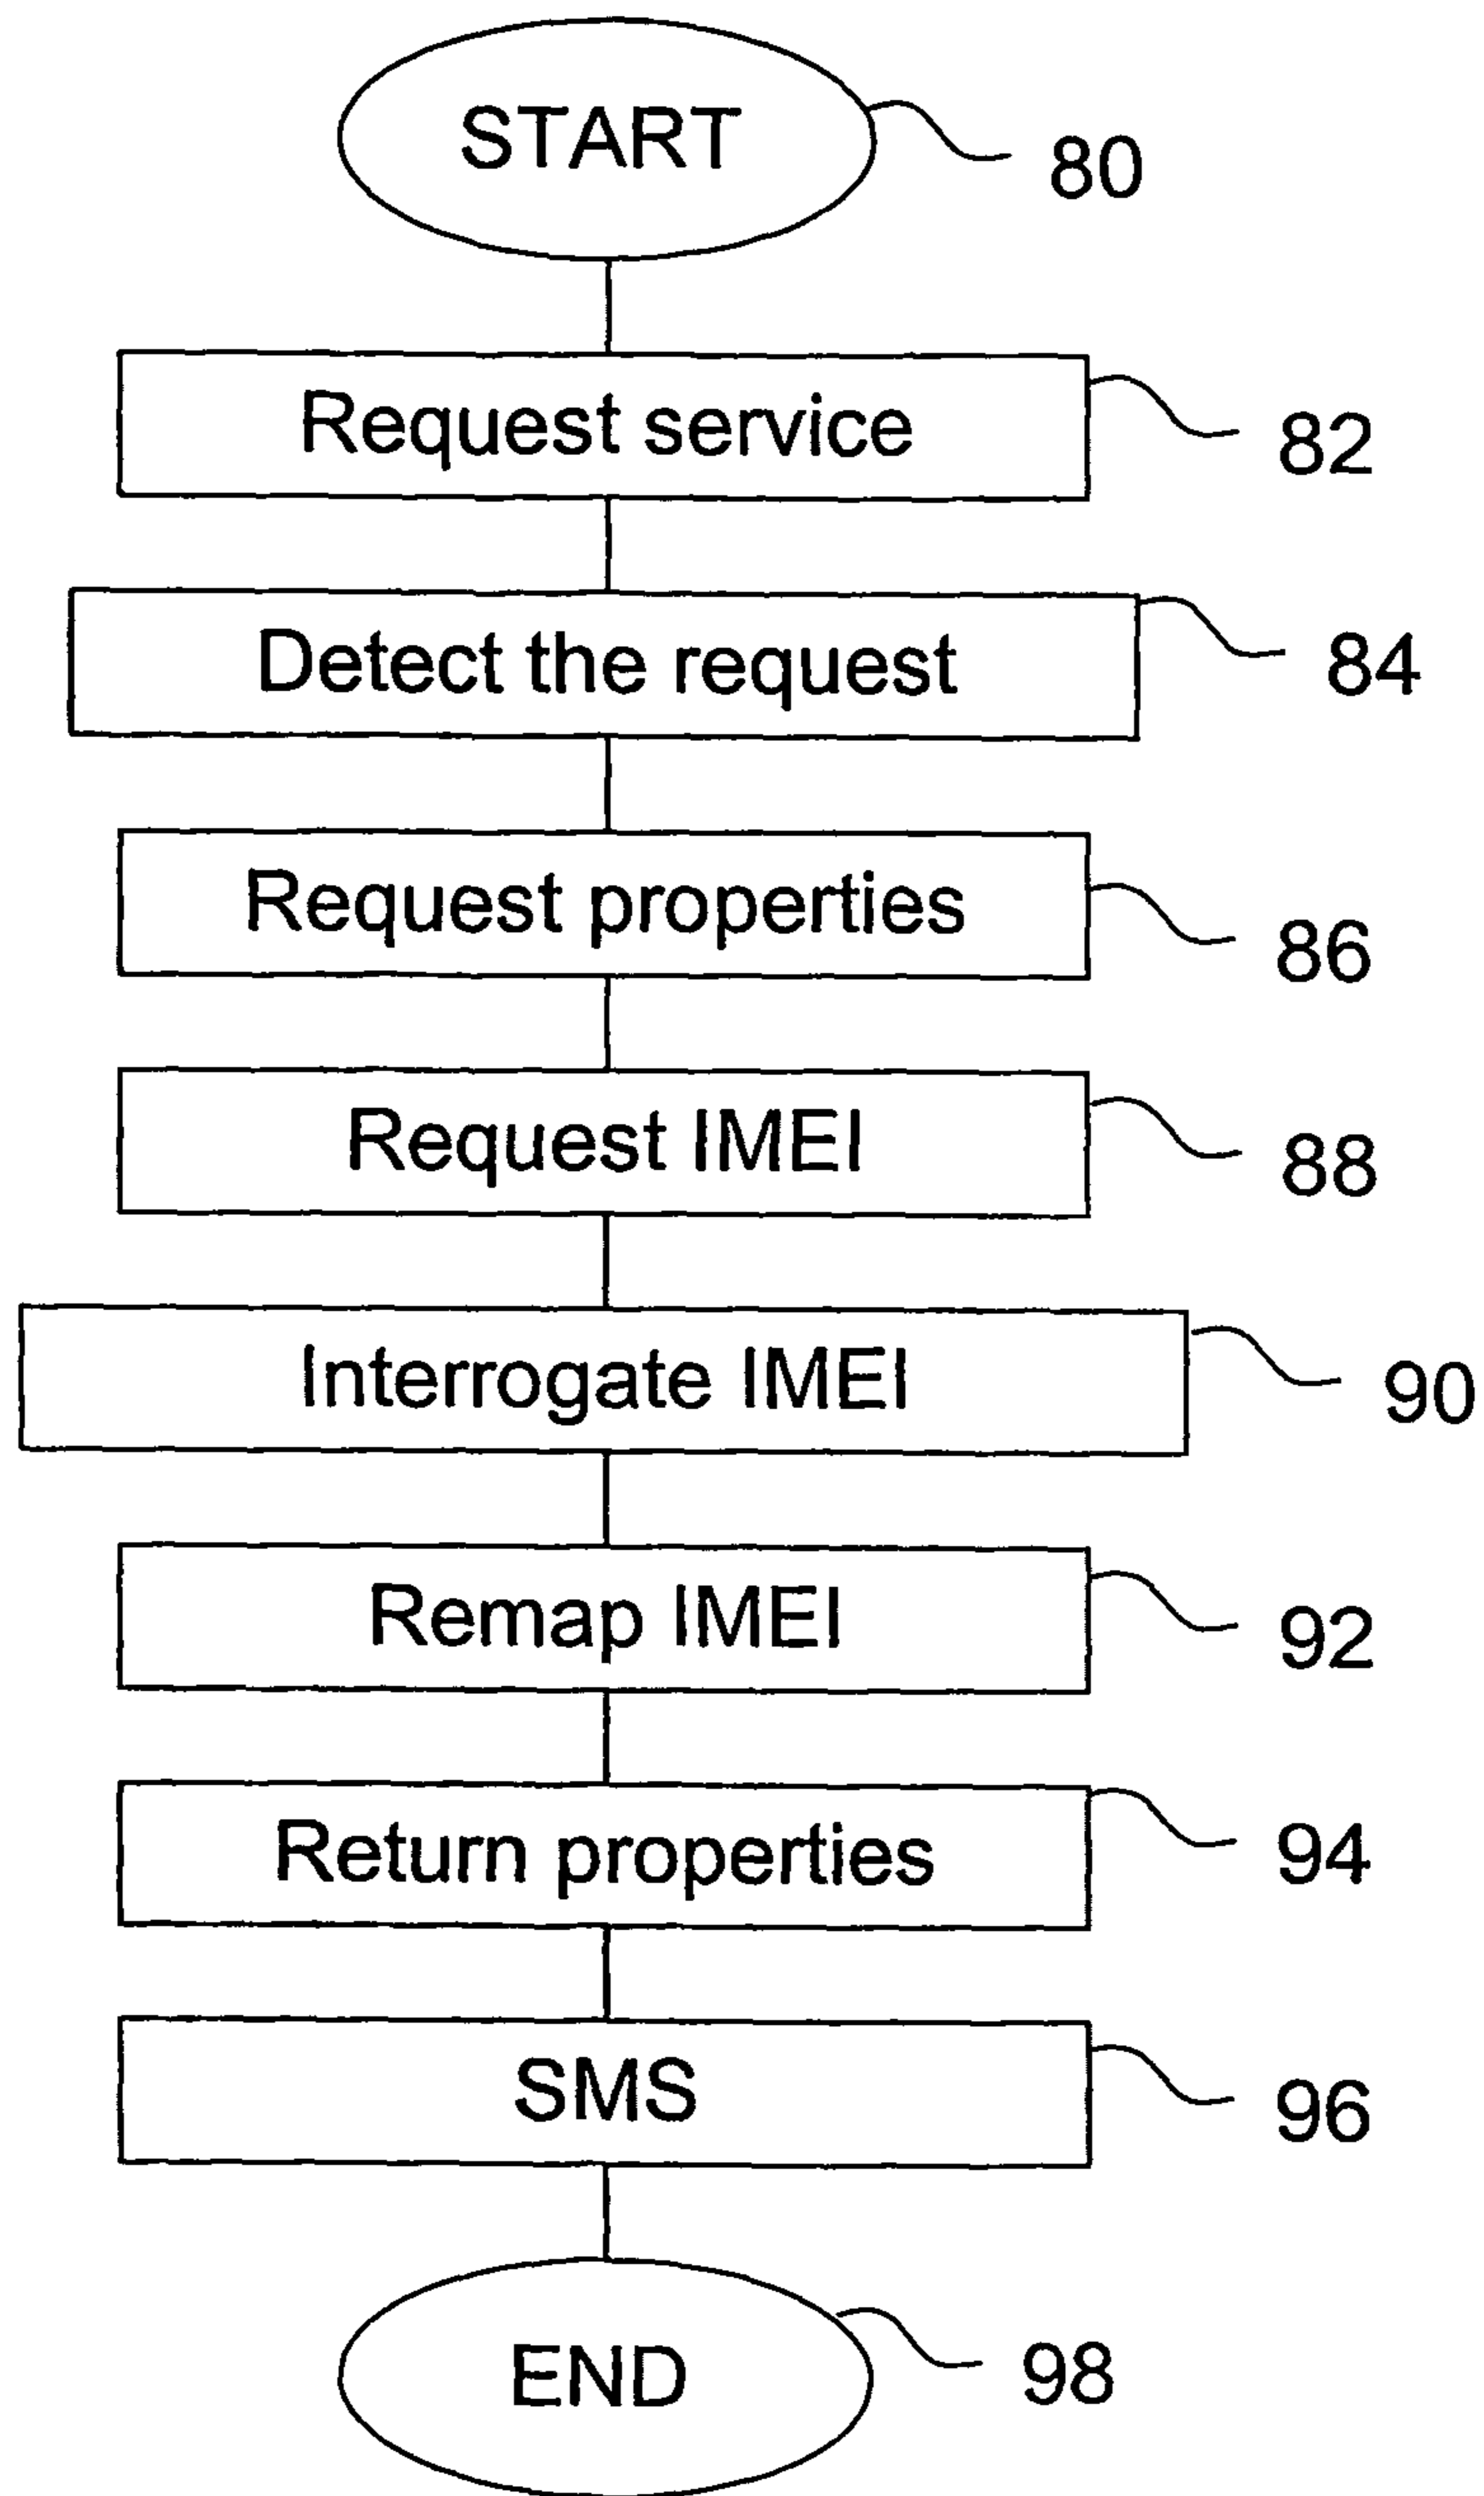 START
80
Request service
82
Detect the request
84
Request properties
86
Request IMEI
88
Interrogate IMEI
90
Remap IMEI
92
Return properties
94
SMS
96
END
98